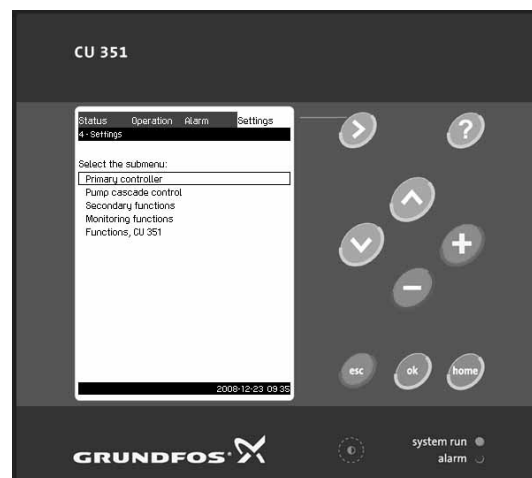 CU 351
Status Operation Alarm Settings
4 - Settings
Select the submenu:
Primary controller
Pump cascade control
Secondary functions
Monitoring functions
Functions, CU 351
2008-12-23 09:35
?
esc ok home
GRUNDFOS
system run
alarm